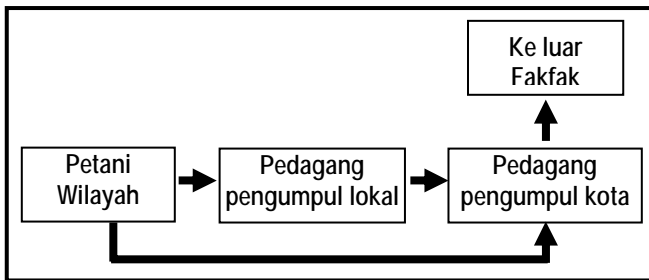 Ke luar
Fakfak
Petani
Wilayah
Pedagang
pengumpul lokal
Pedagang
pengumpul kota